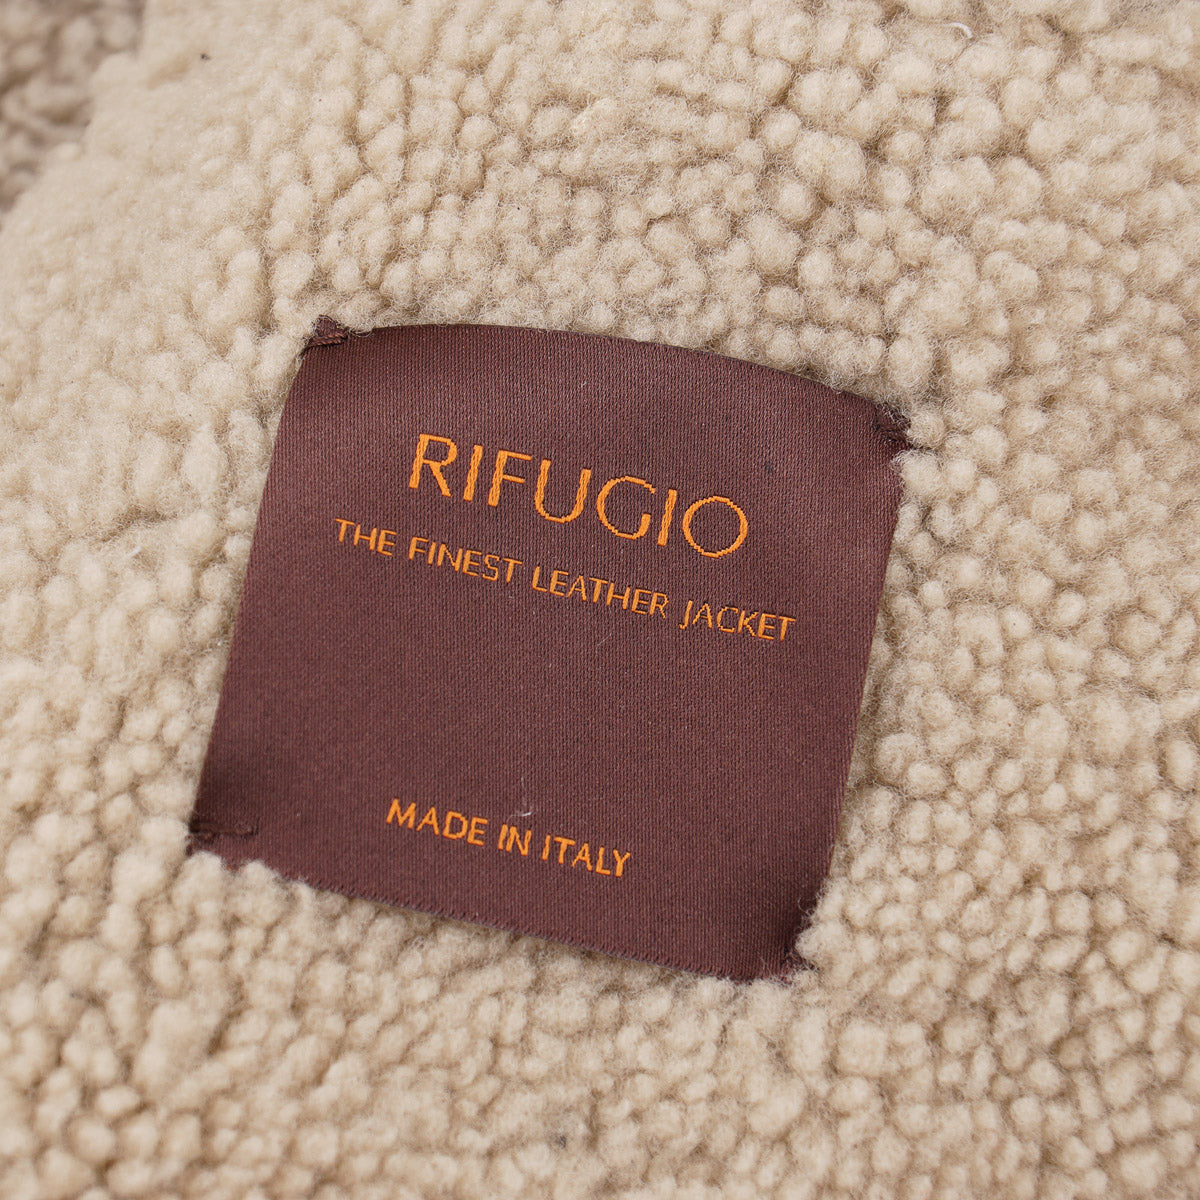 RIFUGIO
THE FINEST LEATHER JACKET
MADE IN ITALY